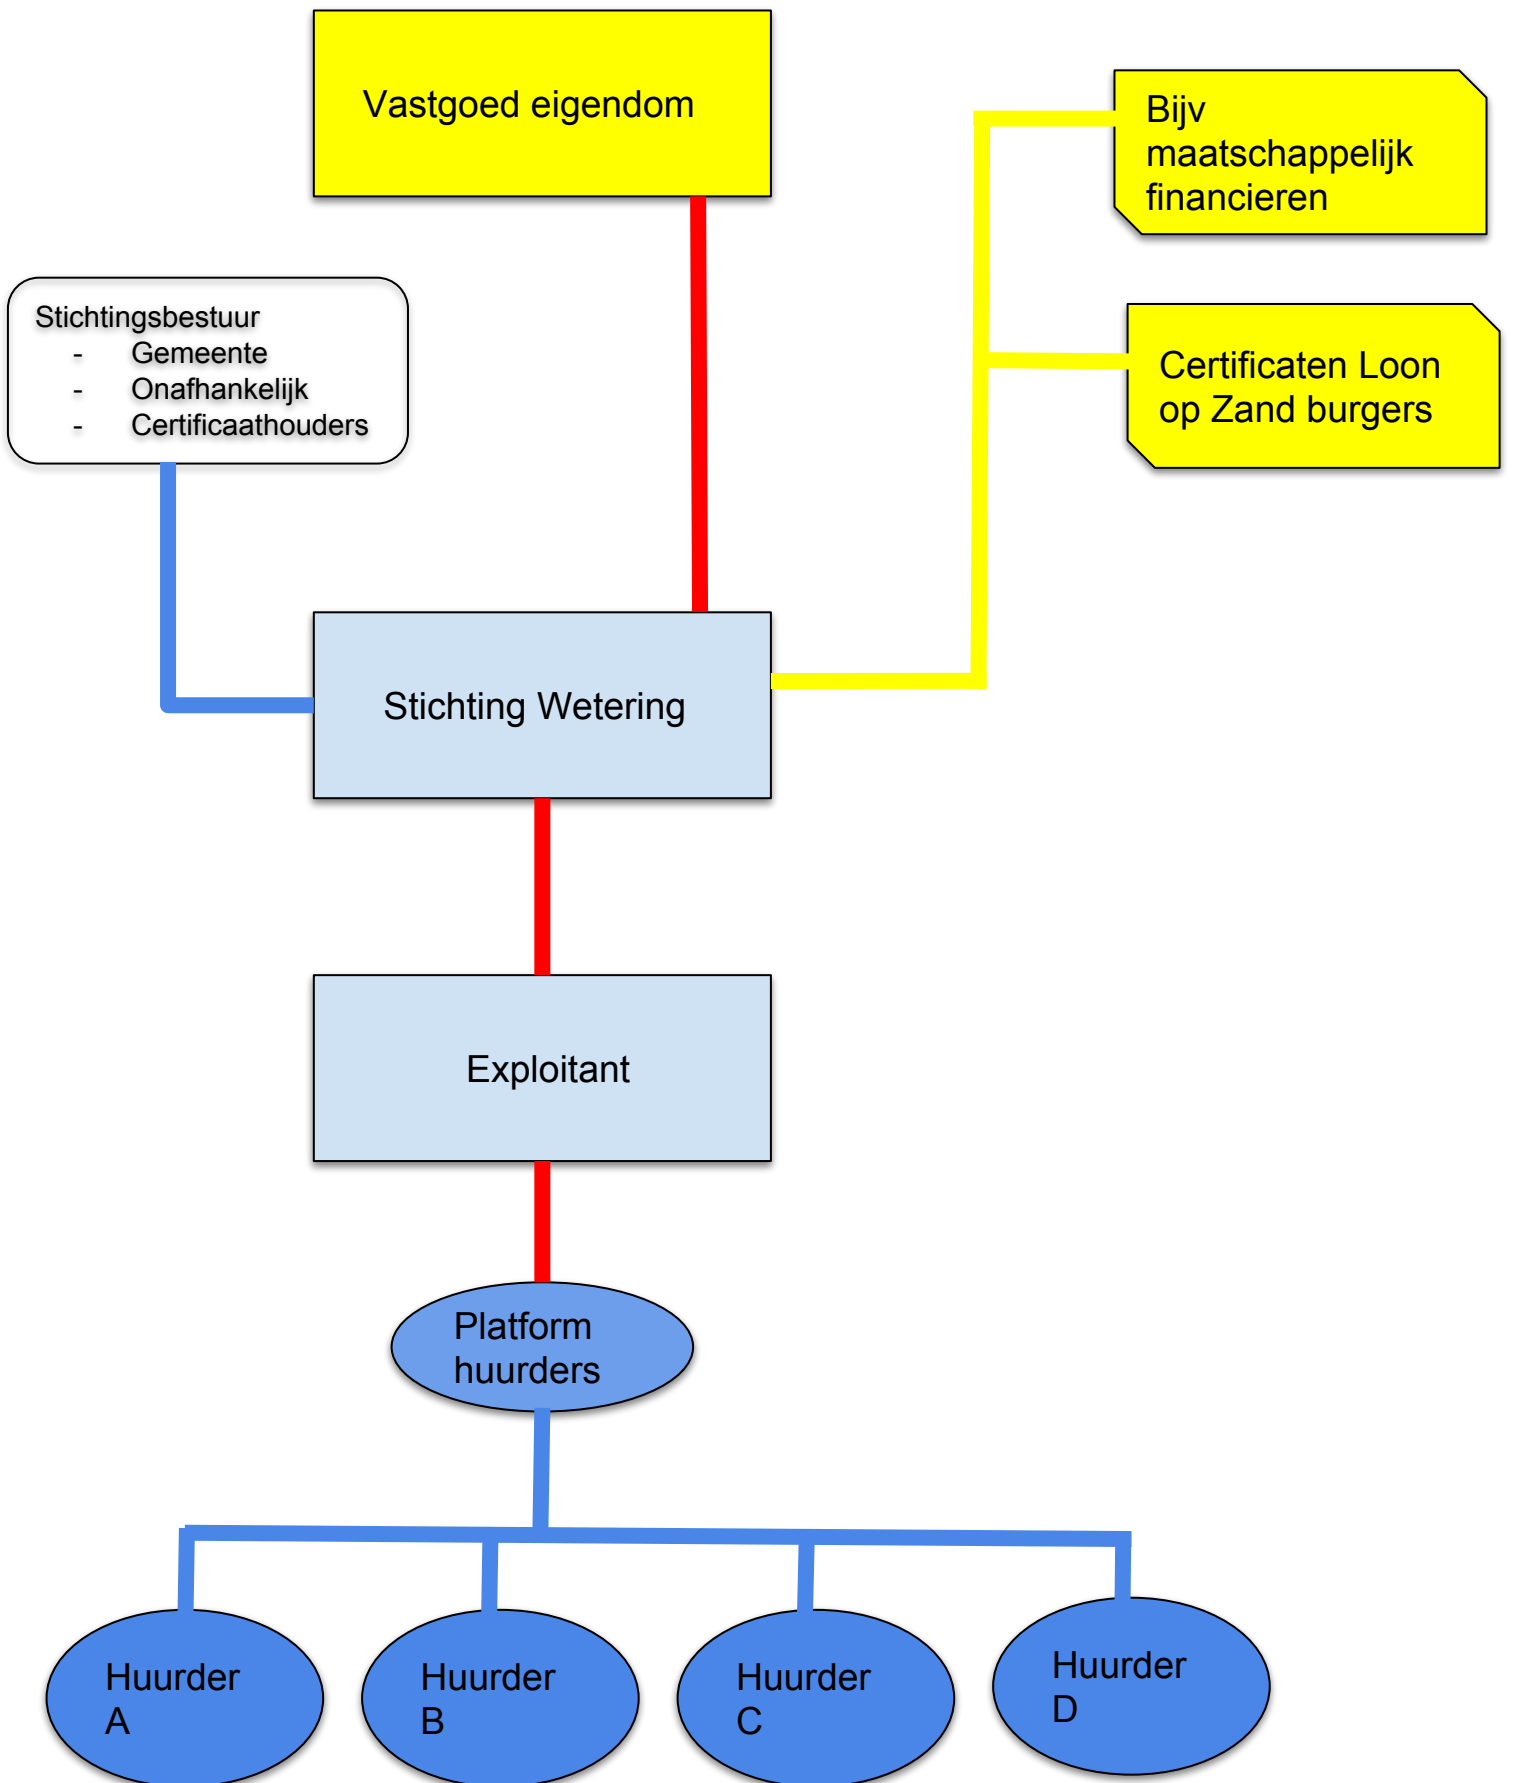 Vastgoed eigendom
Bijv
maatschappelijk
financieren
Stichtingsbestuur
- Gemeente
- Onafhankelijk
- Certificaathouders
Certificaten Loon
op Zand burgers
Stichting Wetering
Exploitant
Platform
huurders
Huurder
A
Huurder
B
Huurder
C
Huurder
D